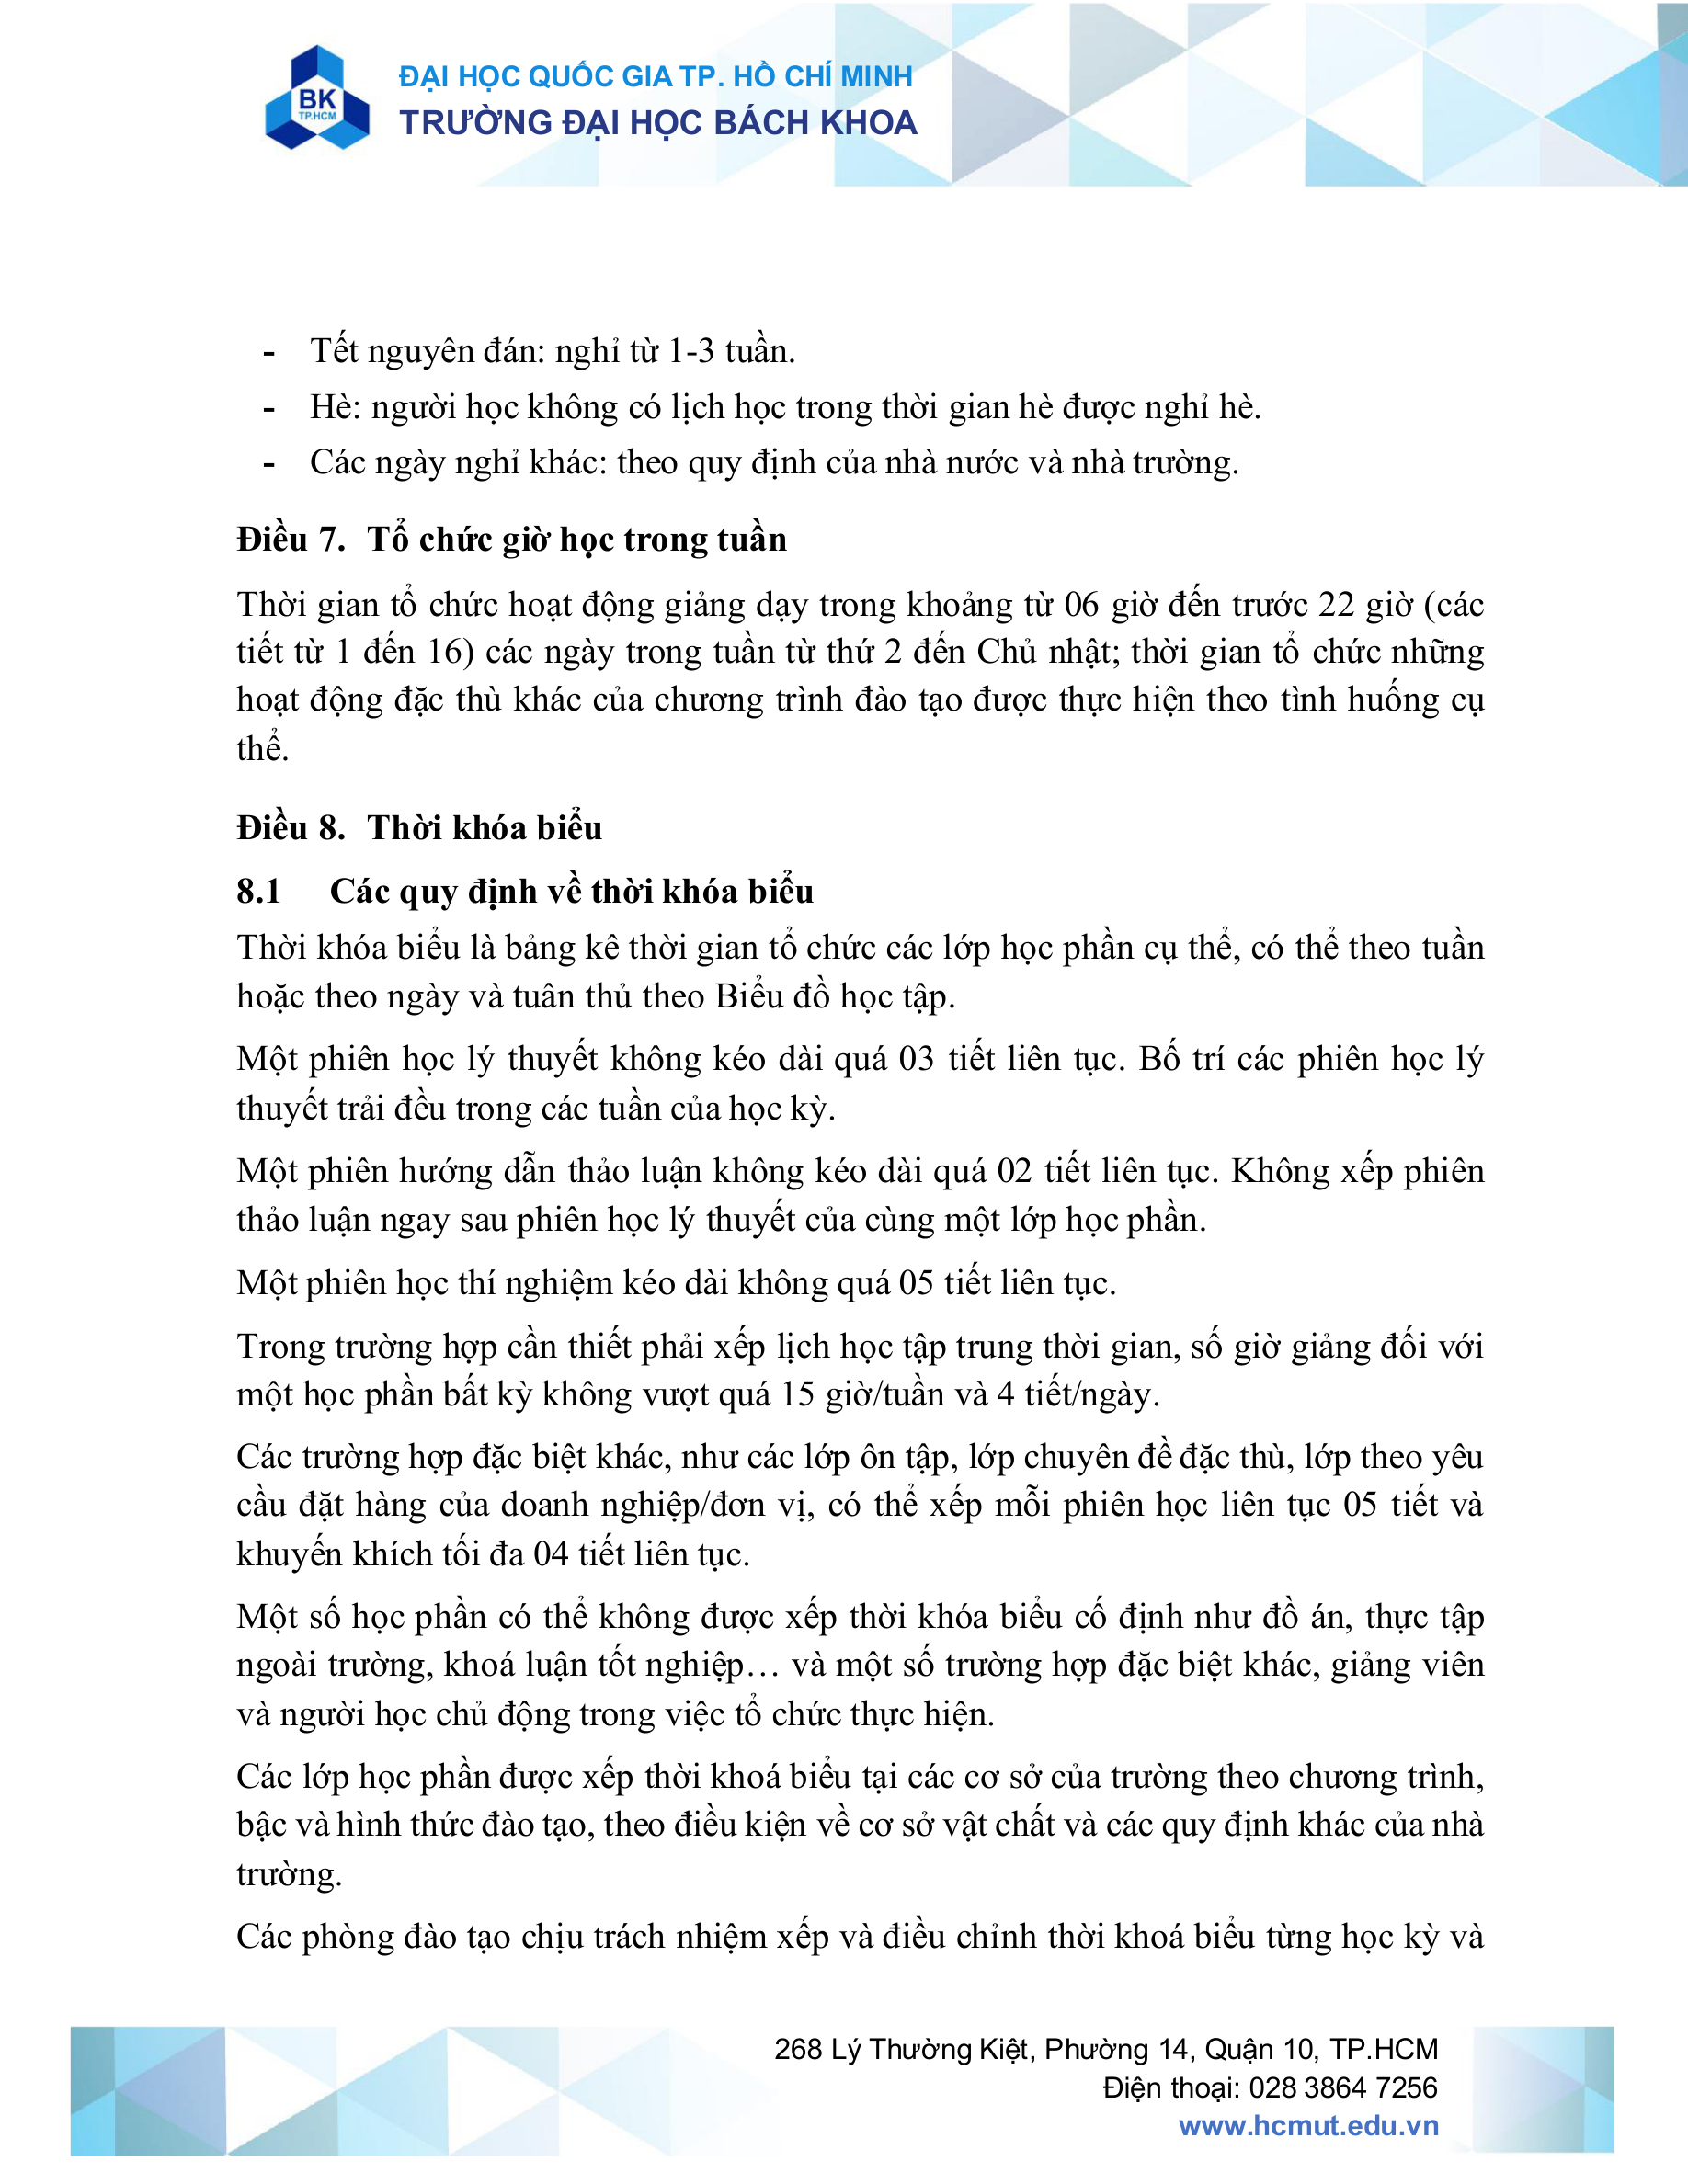 ĐẠI HỌC QUỐC GIA TP. HỒ CHÍ MINH
TRƯỜNG ĐẠI HỌC BÁCH KHOA
BK
TP.HCM
- Tết nguyên đán: nghỉ từ 1-3 tuần.
- Hè: người học không có lịch học trong thời gian hè được nghỉ hè.
- Các ngày nghỉ khác: theo quy định của nhà nước và nhà trường.
Điều 7. Tổ chức giờ học trong tuần
Thời gian tổ chức hoạt động giảng dạy trong khoảng từ 06 giờ đến trước 22 giờ (các
tiết từ 1 đến 16) các ngày trong tuần từ thứ 2 đến Chủ nhật; thời gian tổ chức những
hoạt động đặc thù khác của chương trình đào tạo được thực hiện theo tình huống cụ
thể.
Điều 8. Thời khóa biểu
8.1 Các quy định về thời khóa biểu
Thời khóa biểu là bảng kê thời gian tổ chức các lớp học phần cụ thể, có thể theo tuần
hoặc theo ngày và tuân thủ theo Biểu đồ học tập.
Một phiên học lý thuyết không kéo dài quá 03 tiết liên tục. Bố trí các phiên học lý
thuyết trải đều trong các tuần của học kỳ.
Một phiên hướng dẫn thảo luận không kéo dài quá 02 tiết liên tục. Không xếp phiên
thảo luận ngay sau phiên học lý thuyết của cùng một lớp học phần.
Một phiên học thí nghiệm kéo dài không quá 05 tiết liên tục.
Trong trường hợp cần thiết phải xếp lịch học tập trung thời gian, số giờ giảng đối với
một học phần bất kỳ không vượt quá 15 giờ/tuần và 4 tiết/ngày.
Các trường hợp đặc biệt khác, như các lớp ôn tập, lớp chuyên đề đặc thù, lớp theo yêu
cầu đặt hàng của doanh nghiệp/đơn vị, có thể xếp mỗi phiên học liên tục 05 tiết và
khuyến khích tối đa 04 tiết liên tục.
Một số học phần có thể không được xếp thời khóa biểu cố định như đồ án, thực tập
ngoài trường, khoá luận tốt nghiệp… và một số trường hợp đặc biệt khác, giảng viên
và người học chủ động trong việc tổ chức thực hiện.
Các lớp học phần được xếp thời khoá biểu tại các cơ sở của trường theo chương trình,
bậc và hình thức đào tạo, theo điều kiện về cơ sở vật chất và các quy định khác của nhà
trường.
Các phòng đào tạo chịu trách nhiệm xếp và điều chỉnh thời khoá biểu từng học kỳ và
268 Lý Thường Kiệt, Phường 14, Quận 10, TP.HCM
Điện thoại: 028 3864 7256
www.hcmut.edu.vn